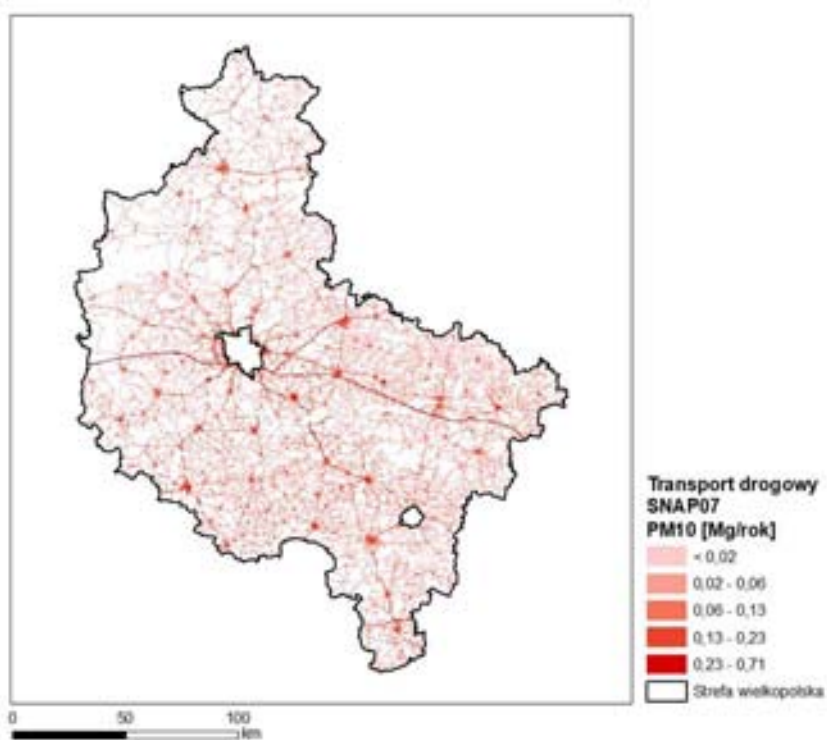 Transport drogowy
SNAP07
PM10 [Mg/rok]
< 0,02
0,02 - 0,06
0,06 - 0,13
0,13 - 0,23
0,23 - 0,71
Strefa wielkopolska
0 50 100
km